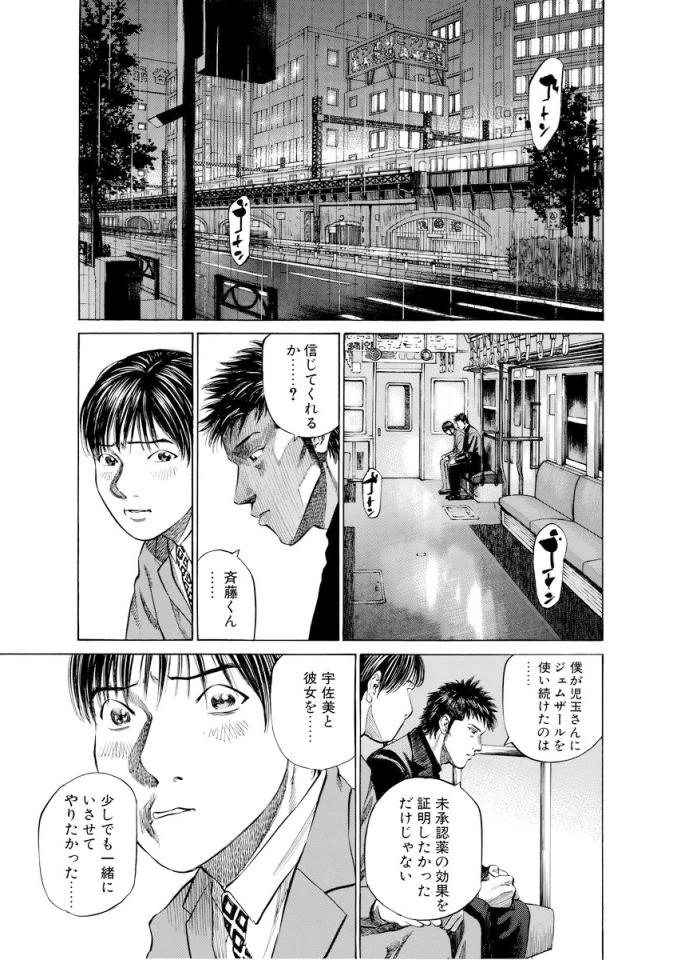 ゴトン
ゴトン
ゴトン
ゴトン
信じてくれる
か……？
斉藤くん
……
僕が児玉さんに
ジェムザールを
使い続けたのは
未承認薬の効果を
証明したかった
だけじゃない
宇佐美と
彼女を……
少しでも一緒に
いさせて
やりたかった……